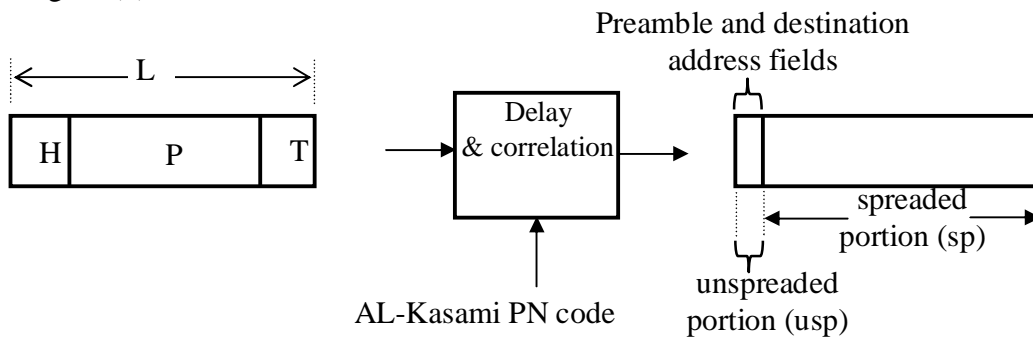 Preamble and destination
address fields
L
H
P
T
Delay
& correlation
spreaded
portion (sp)
unspreaded
portion (usp)
AL-Kasami PN code